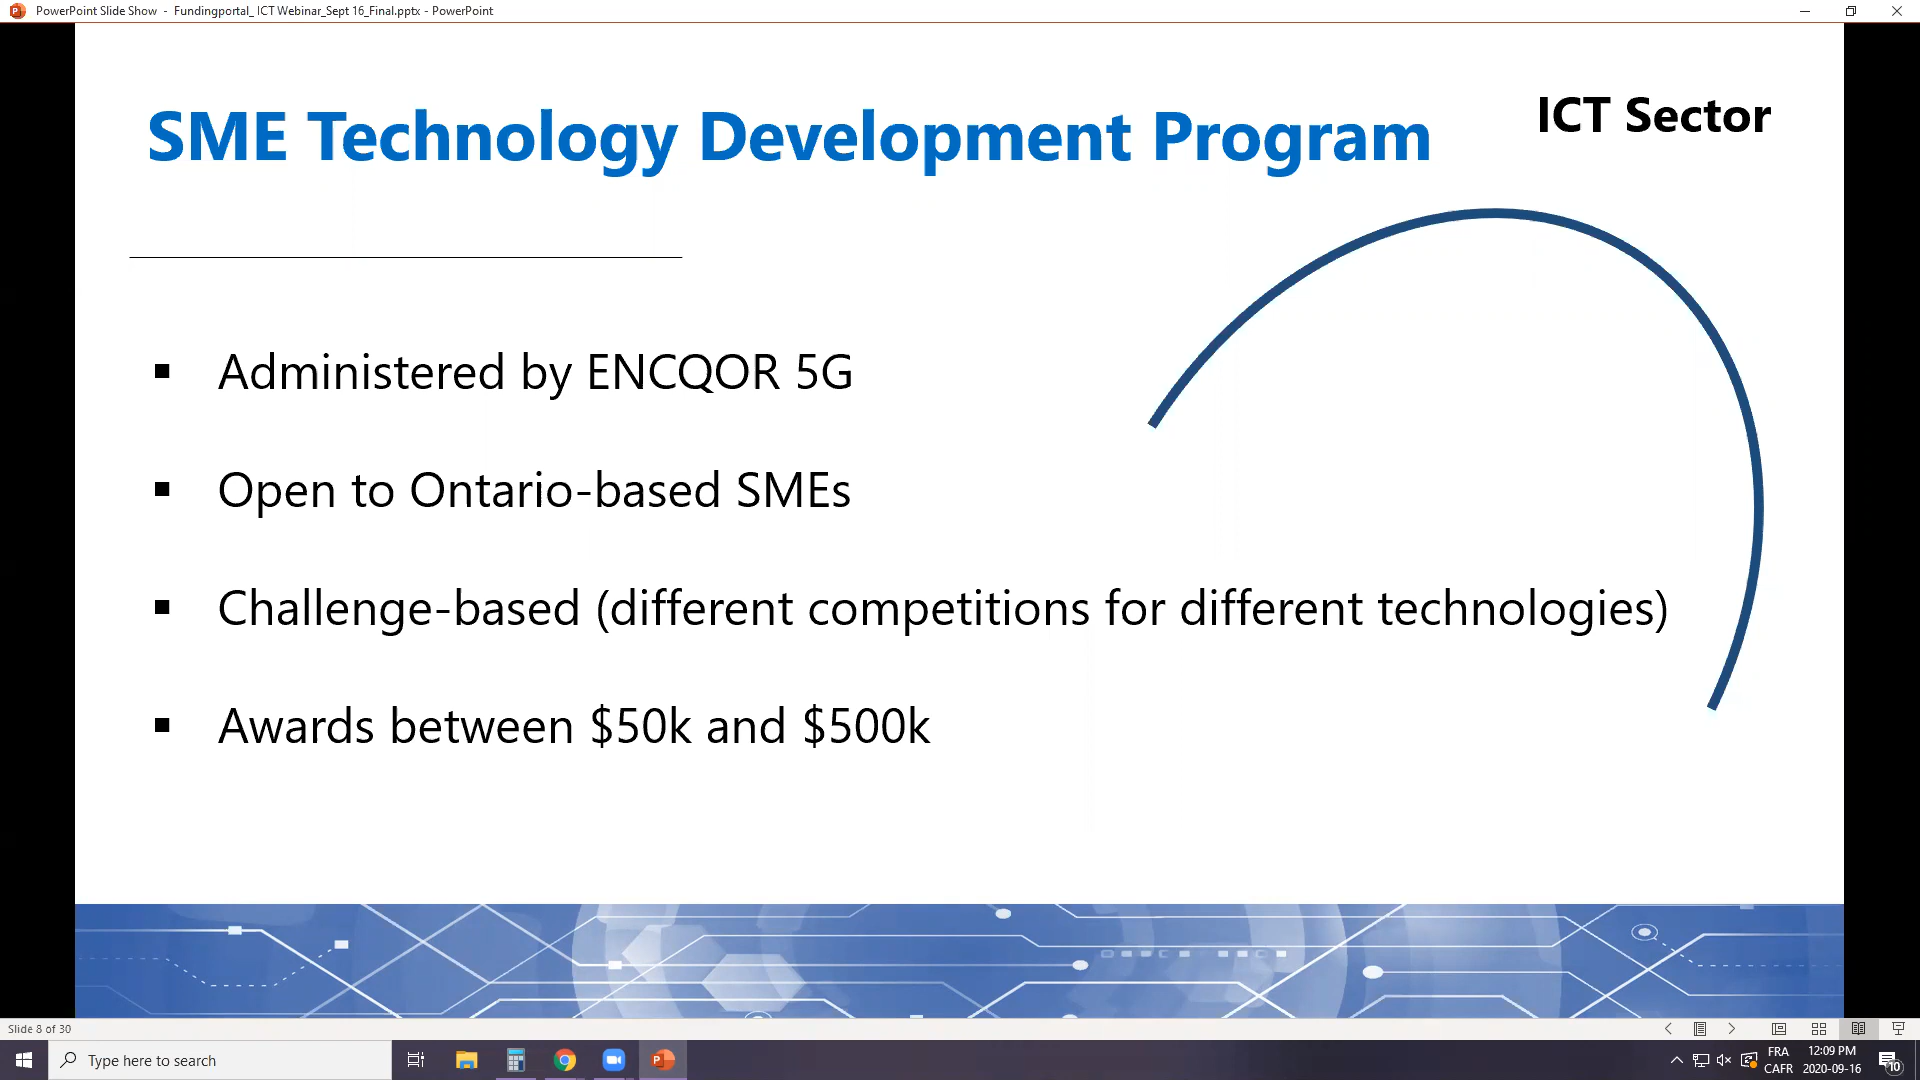 PowerPoint Slide Show - Fundingportal_ ICT Webinar_Sept 16_Final.pptx - PowerPoint
SME Technology Development Program
ICT Sector
▪ Administered by ENCQOR 5G
▪ Open to Ontario-based SMEs
▪ Challenge-based (different competitions for different technologies)
▪ Awards between $50k and $500k
Slide 8 of 30
Type here to search
FRA
CAFR
12:09 PM
2020-09-16
10